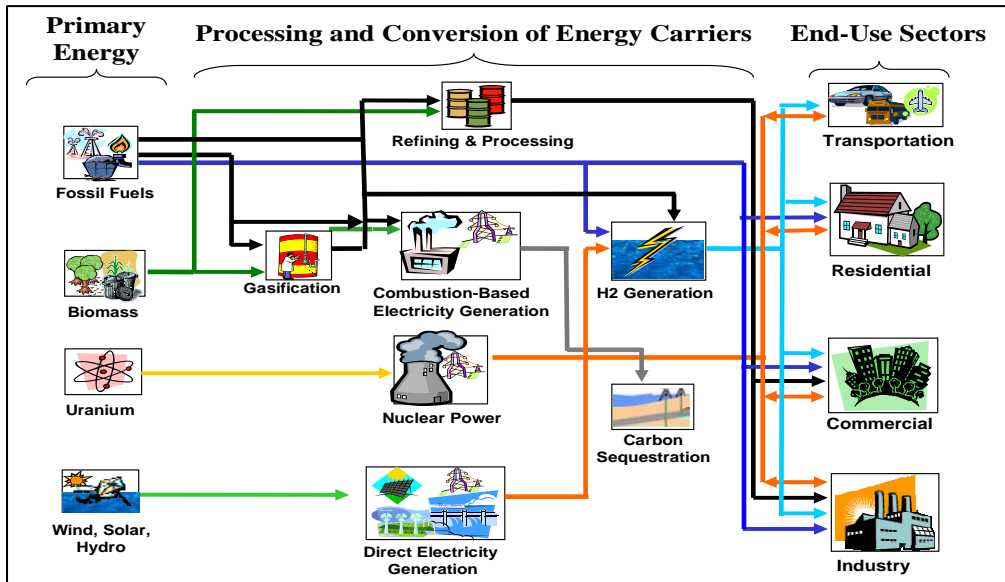 Primary
Energy
Processing and Conversion of Energy Carriers
End-Use Sectors
Refining & Processing
Transportation
Fossil Fuels
Gasification
Combustion-Based
Electricity Generation
H2 Generation
Residential
Biomass
Uranium
Nuclear Power
Carbon
Sequestration
Commercial
Wind, Solar,
Hydro
Direct Electricity
Generation
Industry